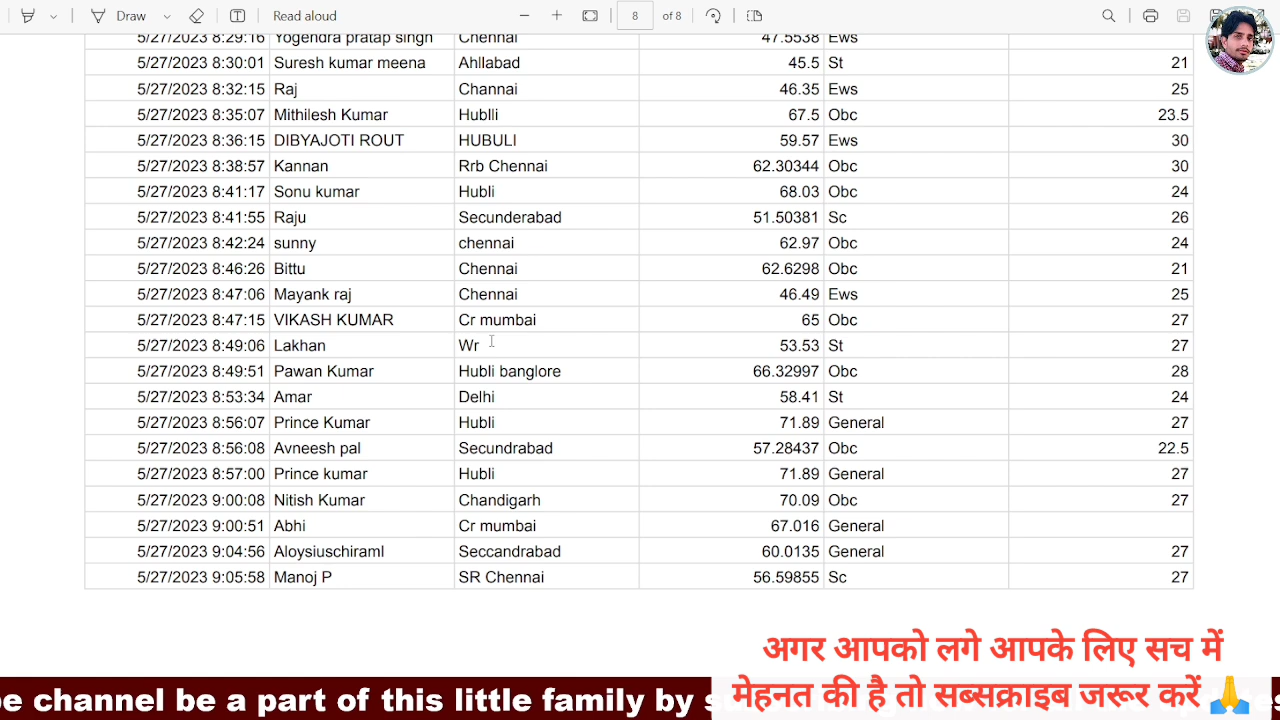 Draw Read aloud 8 of 8
5/27/2023 8:29:16 Yogendra pratap singh Chennai 47.5538 Ews
5/27/2023 8:30:01 Suresh kumar meena Ahllabad 45.5 St 21
5/27/2023 8:32:15 Raj Channai 46.35 Ews 25
5/27/2023 8:35:07 Mithilesh Kumar Hublli 67.5 Obc 23.5
5/27/2023 8:36:15 DIBYAJOTI ROUT HUBULI 59.57 Ews 30
5/27/2023 8:38:57 Kannan Rrb Chennai 62.30344 Obc 30
5/27/2023 8:41:17 Sonu kumar Hubli 68.03 Obc 24
5/27/2023 8:41:55 Raju Secunderabad 51.50381 Sc 26
5/27/2023 8:42:24 sunny chennai 62.97 Obc 24
5/27/2023 8:46:26 Bittu Chennai 62.6298 Obc 21
5/27/2023 8:47:06 Mayank raj Chennai 46.49 Ews 25
5/27/2023 8:47:15 VIKASH KUMAR Cr mumbai 65 Obc 27
5/27/2023 8:49:06 Lakhan Wr 53.53 St 27
5/27/2023 8:49:51 Pawan Kumar Hubli banglore 66.32997 Obc 28
5/27/2023 8:53:34 Amar Delhi 58.41 St 24
5/27/2023 8:56:07 Prince Kumar Hubli 71.89 General 27
5/27/2023 8:56:08 Avneesh pal Secundrabad 57.28437 Obc 22.5
5/27/2023 8:57:00 Prince kumar Hubli 71.89 General 27
5/27/2023 9:00:08 Nitish Kumar Chandigarh 70.09 Obc 27
5/27/2023 9:00:51 Abhi Cr mumbai 67.016 General
5/27/2023 9:04:56 Aloysiuschiraml Seccandrabad 60.0135 General 27
5/27/2023 9:05:58 Manoj P SR Chennai 56.59855 Sc 27
अगर आपको लगे आपके लिए सच में
मेहनत की है तो सब्सक्राइब जरूर करें 🙏
channel be a part of this little family by